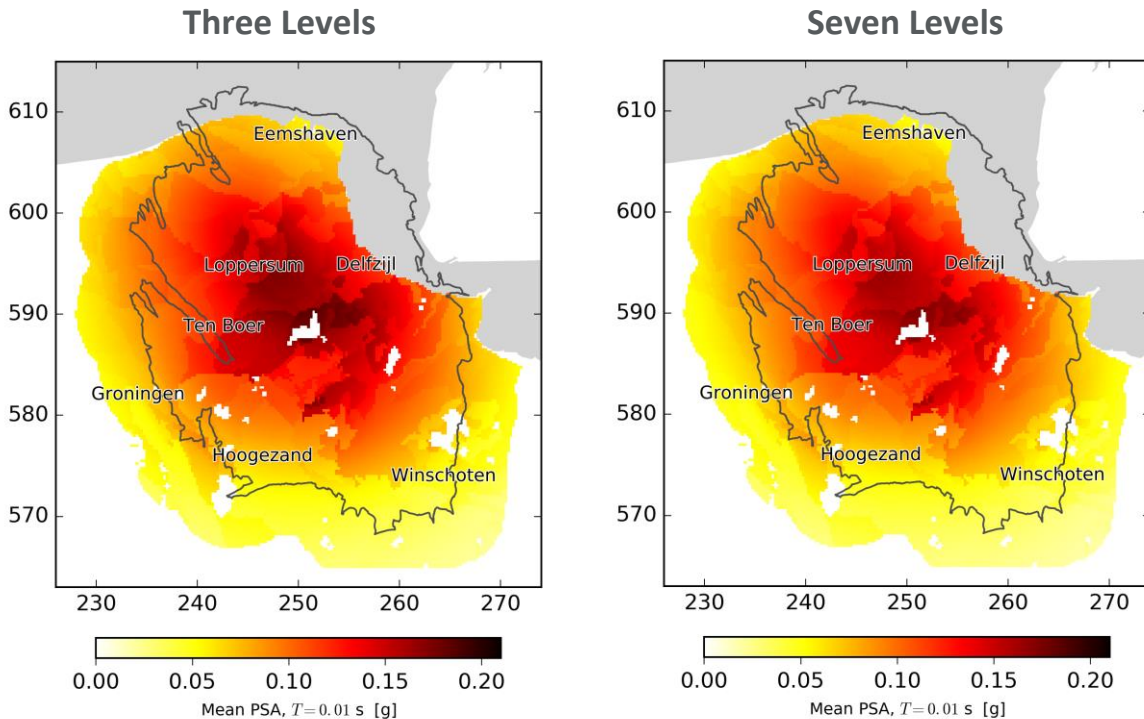 Three Levels
610
600
590
580
570
230
240
250
260
270
Eemshaven
Loppersum
Delfzijl
Ten Boer
Groningen
Hoogezand
Winschoten
0.00
0.05
0.10
0.15
0.20
Mean PSA, T = 0.01 s [g]
Seven Levels
610
600
590
580
570
230
240
250
260
270
Eemshaven
Loppersum
Delfzijl
Ten Boer
Groningen
Hoogezand
Winschoten
0.00
0.05
0.10
0.15
0.20
Mean PSA, T = 0.01 s [g]